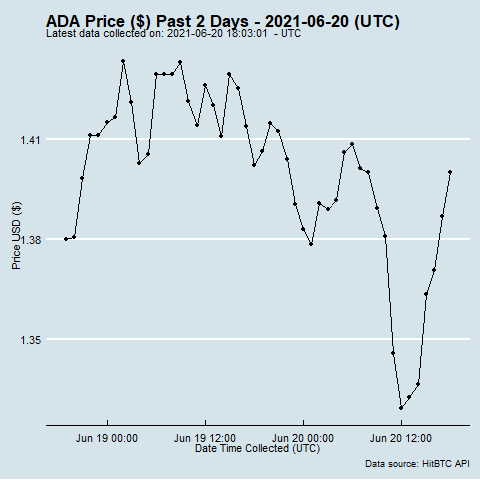 ADA Price ($) Past 2 Days - 2021-06-20 (UTC)
Latest data collected on: 2021-06-20 18:03:01 - UTC
1.41
1.38
1.35
Price USD ($)
Jun 19 00:00 Jun 19 12:00 Jun 20 00:00 Jun 20 12:00
Date Time Collected (UTC)
Data source: HitBTC API